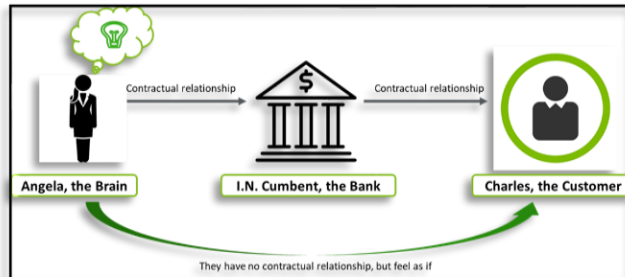 Contractual relationship
Contractual relationship
$
Angela, the Brain
I.N. Cumbent, the Bank
Charles, the Customer
They have no contractual relationship, but feel as if